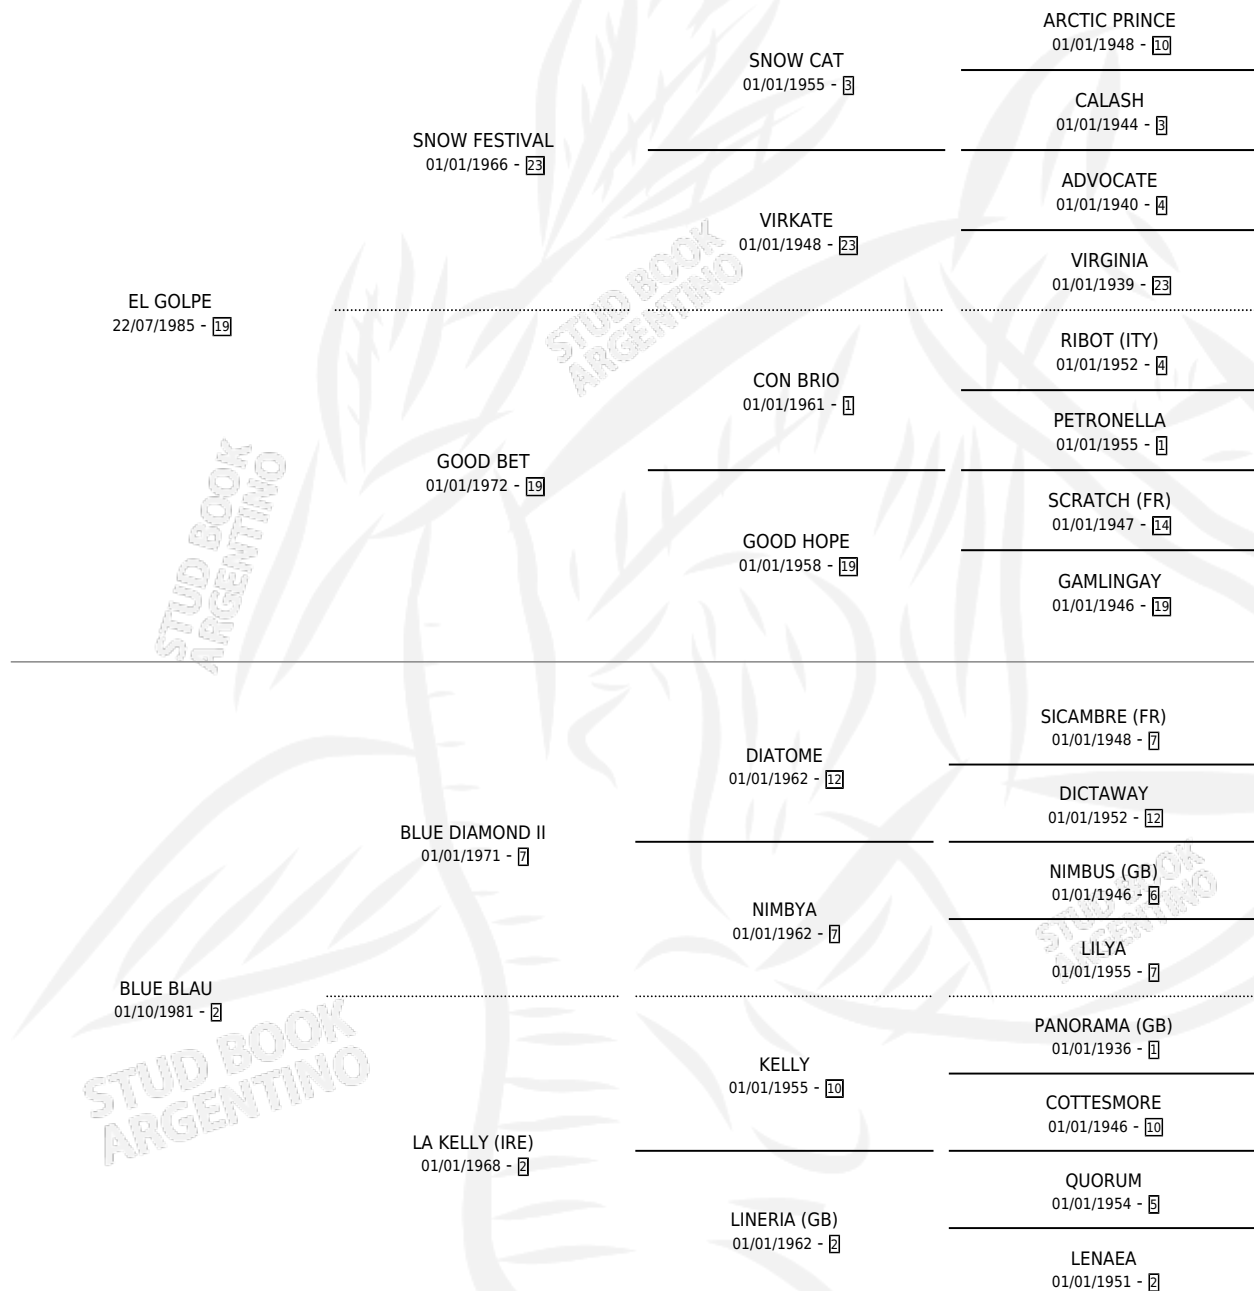 ARCTIC PRINCE
01/01/1948 - 10
SNOW CAT
01/01/1955 - 3
CALASH
01/01/1944 - 3
SNOW FESTIVAL
01/01/1966 - 23
ADVOCATE
01/01/1940 - 4
VIRKATE
01/01/1948 - 23
VIRGINIA
01/01/1939 - 23
EL GOLPE
22/07/1985 - 19
RIBOT (ITY)
01/01/1952 - 4
CON BRIO
01/01/1961 - 1
PETRONELLA
01/01/1955 - 1
GOOD BET
01/01/1972 - 19
SCRATCH (FR)
01/01/1947 - 14
GOOD HOPE
01/01/1958 - 19
GAMLINGAY
01/01/1946 - 19
SICAMBRE (FR)
01/01/1948 - 7
DIATOME
01/01/1962 - 12
DICTAWAY
01/01/1952 - 12
BLUE DIAMOND II
01/01/1971 - 7
NIMBUS (GB)
01/01/1946 - 6
NIMBYA
01/01/1962 - 7
LILYA
01/01/1955 - 7
BLUE BLAU
01/10/1981 - 2
PANORAMA (GB)
01/01/1936 - 1
KELLY
01/01/1955 - 10
COTTESMORE
01/01/1946 - 10
LA KELLY (IRE)
01/01/1968 - 2
QUORUM
01/01/1954 - 5
LINERIA (GB)
01/01/1962 - 2
LENAEA
01/01/1951 - 2
STUD BOOK
ARGENTINO
STUD BOOK
ARGENTINO
STUD BOOK
ARGENTINO
STUD BOOK
ARGENTINO